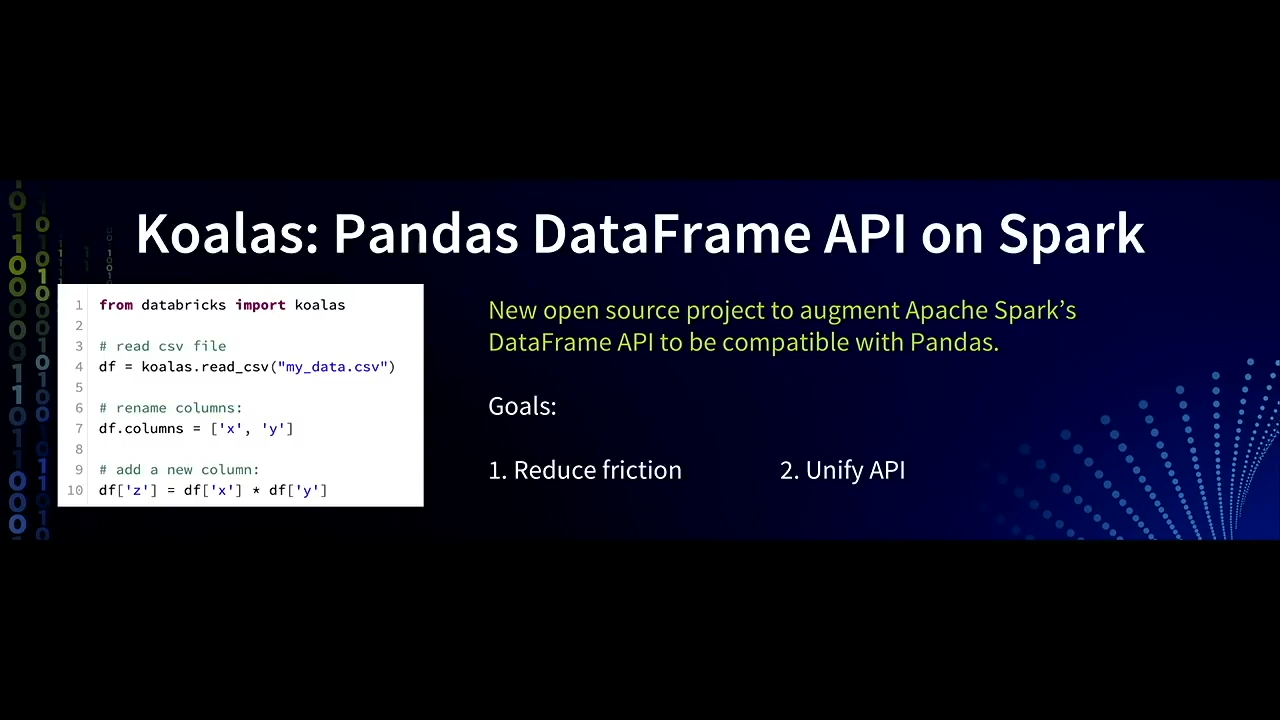 Koalas: Pandas DataFrame API on Spark
1 from databricks import koalas
2
3 # read csv file
4 df = koalas.read_csv("my_data.csv")
5
6 # rename columns:
7 df.columns = ['x', 'y']
8
9 # add a new column:
10 df['z'] = df['x'] * df['y']
New open source project to augment Apache Spark’s
DataFrame API to be compatible with Pandas.
Goals:
1. Reduce friction
2. Unify API